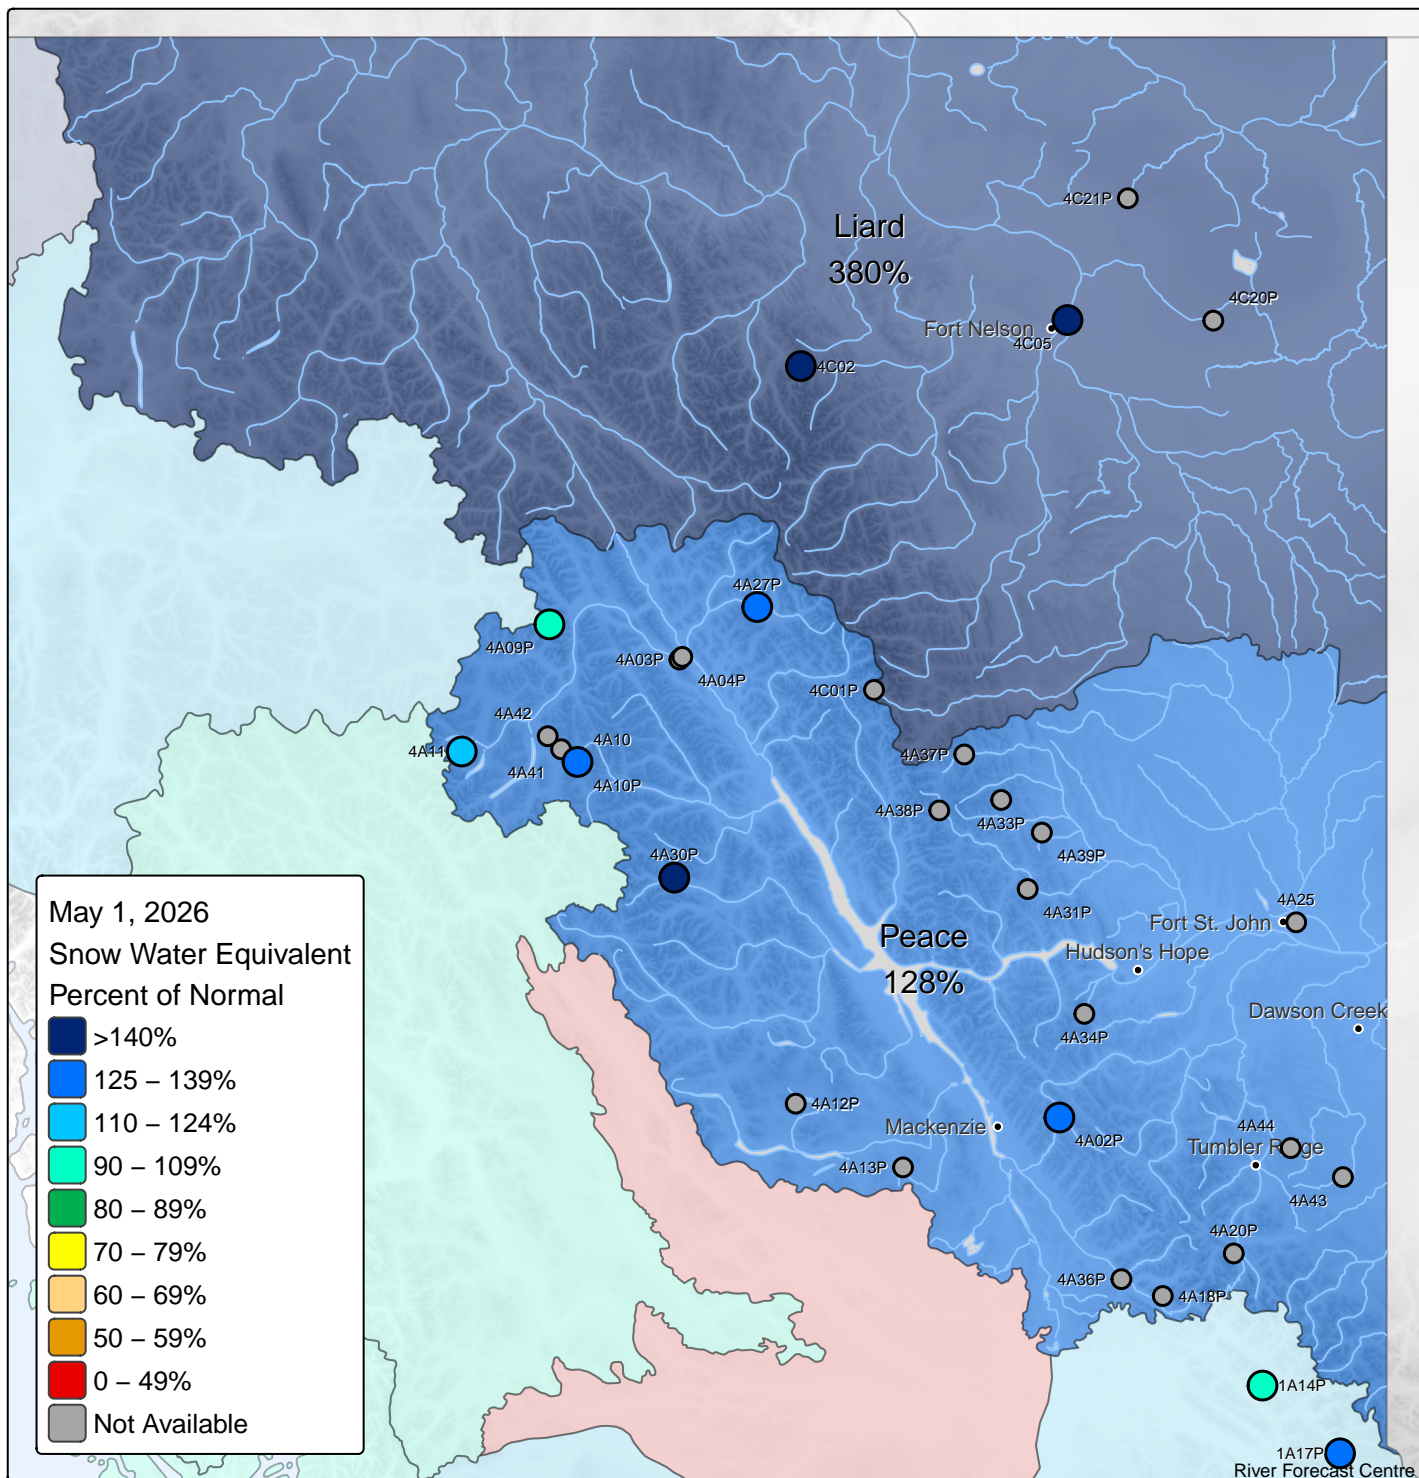 4C21P
Liard
380%
4C20P
Fort Nelson
4C05
4C02
4A27P
4A09P
4A03P
4A04P
4C01P
4A42
4A11
4A10
4A41
4A10P
4A37P
4A38P
4A33P
4A39P
4A30P
4A31P
4A25
Fort St. John
Peace
128%
Hudson's Hope
Dawson Creek
4A34P
4A12P
Mackenzie
4A02P
4A44
4A13P
4A43
4A20P
4A36P
4A18P
1A14P
1A17P
River Forecast Centre
May 1, 2026
Snow Water Equivalent
Percent of Normal
>140%
125 – 139%
110 – 124%
90 – 109%
80 – 89%
70 – 79%
60 – 69%
50 – 59%
0 – 49%
Not Available
Tumbler Ridge